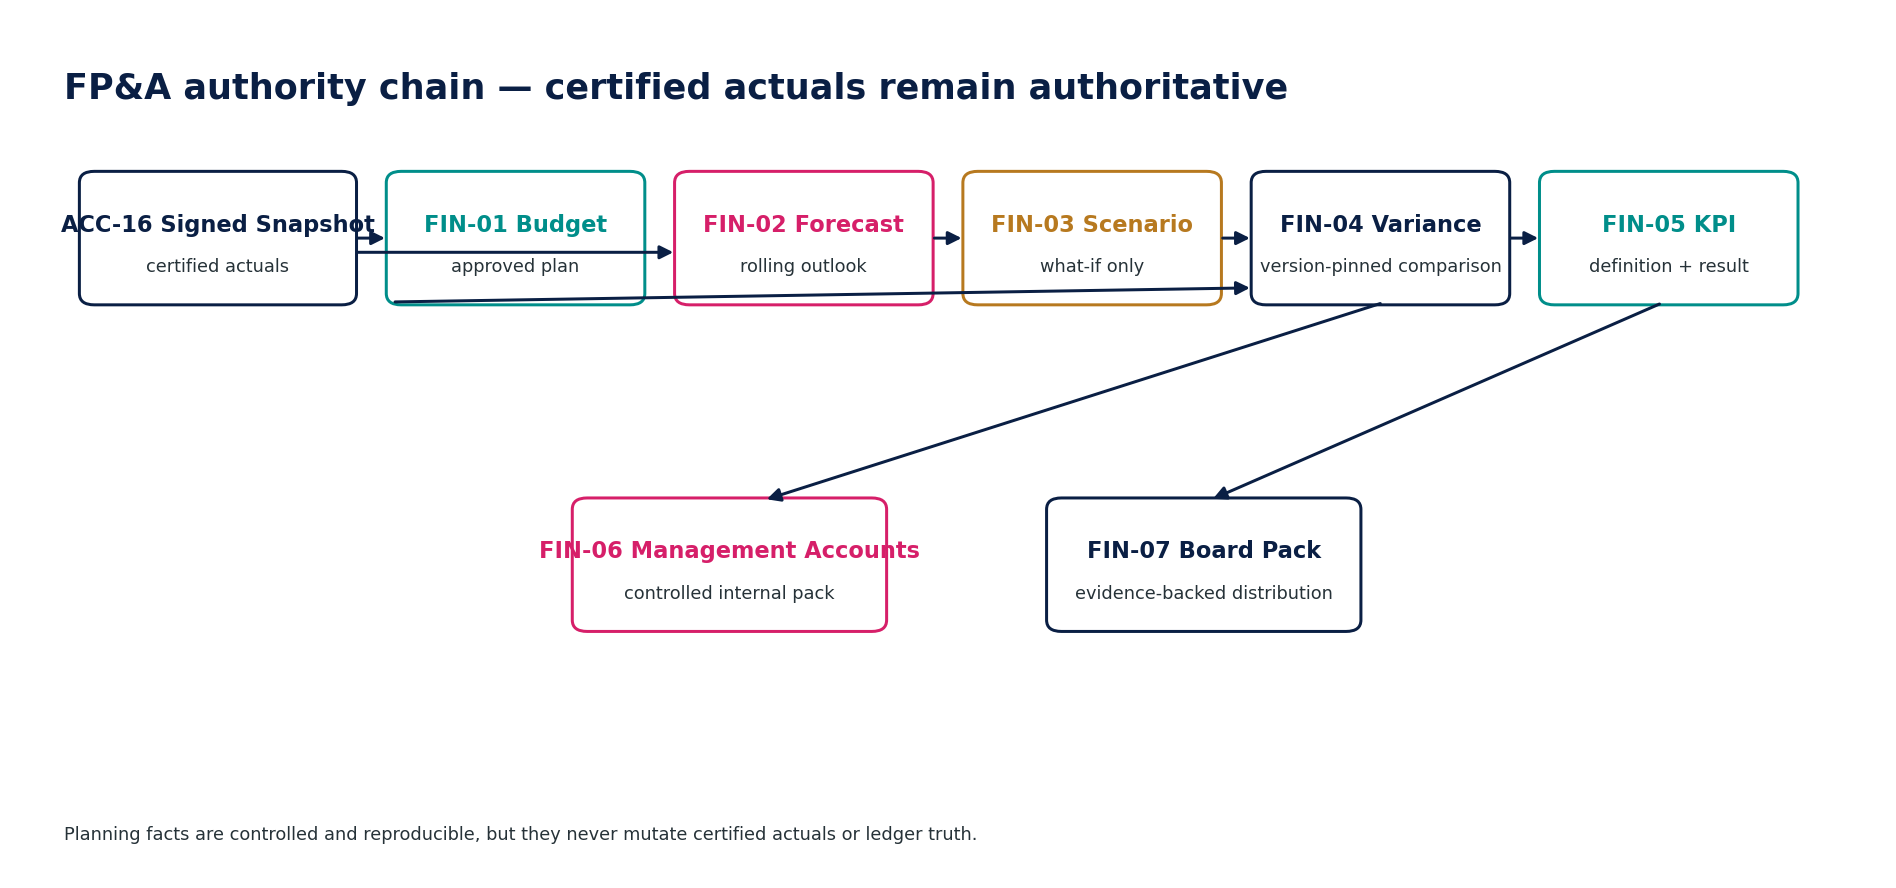 FP&A authority chain — certified actuals remain authoritative
ACC-16 Signed Snapshot
certified actuals
FIN-01 Budget
approved plan
FIN-02 Forecast
rolling outlook
FIN-03 Scenario
what-if only
FIN-04 Variance
version-pinned comparison
FIN-05 KPI
definition + result
FIN-06 Management Accounts
controlled internal pack
FIN-07 Board Pack
evidence-backed distribution
Planning facts are controlled and reproducible, but they never mutate certified actuals or ledger truth.